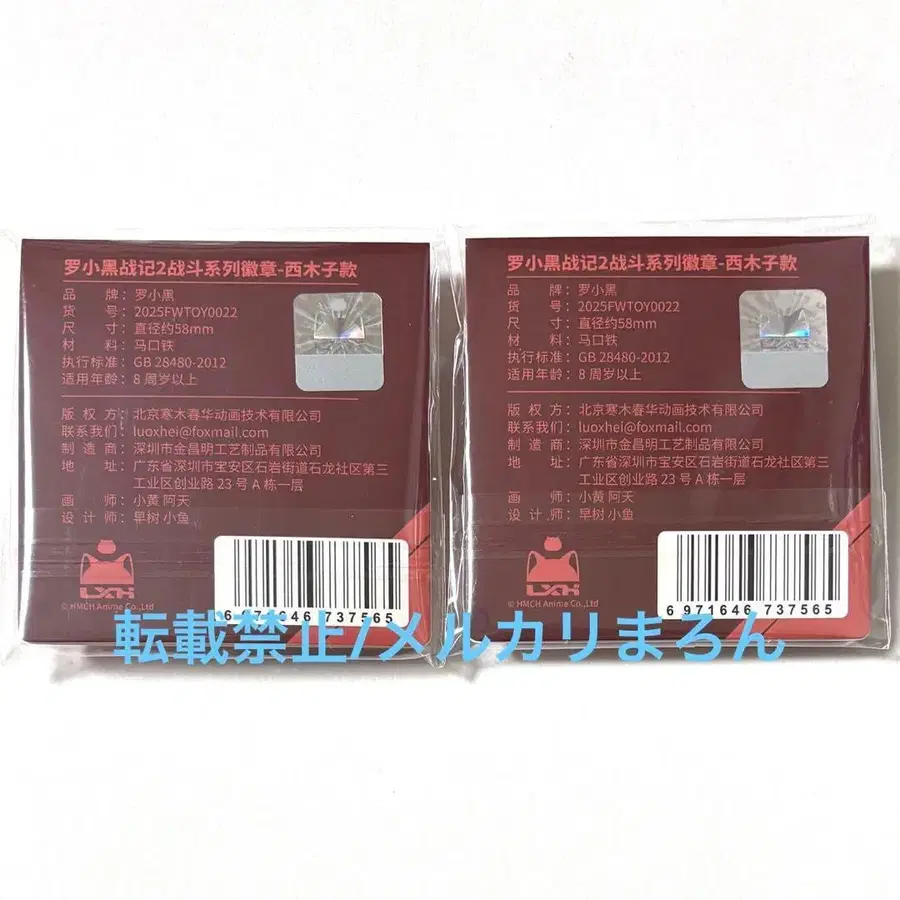 罗小黑战记2战斗系列徽章-西木子款
品 牌：罗小黑
货 号：2025FWTOY0022
尺 寸：直径约58mm
材 料：马口铁
执行标准：GB 28480-2012
适用年龄：8 周岁以上
版 权 方：北京寒木春华动画技术有限公司
联系我们：luoxhei@foxmail.com
制 造 商：深圳市金昌明工艺制品有限公司
地 址：广东省深圳市宝安区石岩街道石龙社区第三
工业区创业路 23 号 A 栋一层
画 师：小黄 阿天
设 计 师：早树 小鱼
LXH
© HMCH Anime Co.,Ltd
6 971646 737565
罗小黑战记2战斗系列徽章-西木子款
品 牌：罗小黑
货 号：2025FWTOY0022
尺 寸：直径约58mm
材 料：马口铁
执行标准：GB 28480-2012
适用年龄：8 周岁以上
版 权 方：北京寒木春华动画技术有限公司
联系我们：luoxhei@foxmail.com
制 造 商：深圳市金昌明工艺制品有限公司
地 址：广东省深圳市宝安区石岩街道石龙社区第三
工业区创业路 23 号 A 栋一层
画 师：小黄 阿天
设 计 师：早树 小鱼
LXH
© HMCH Anime Co.,Ltd
6 971646 737565
転載禁止/メルカリまろん